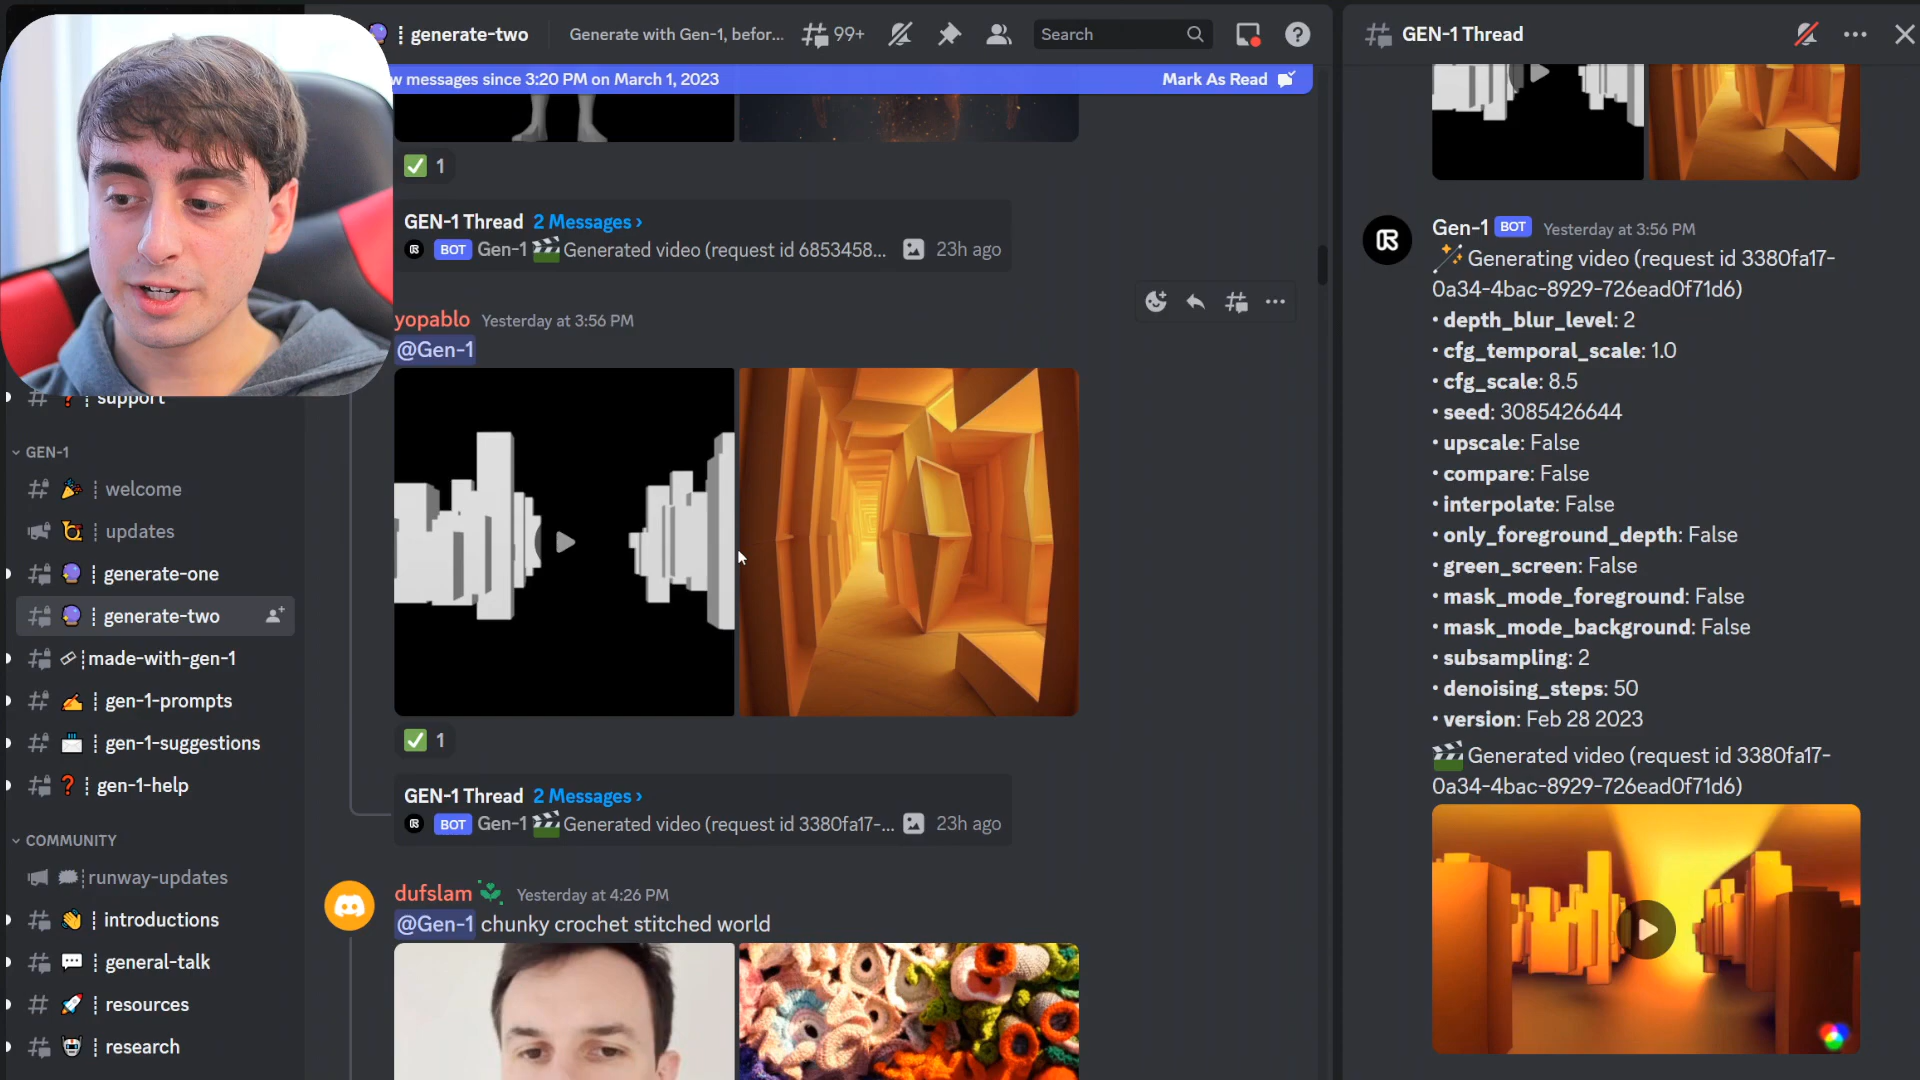 generate-two
Generate with Gen-1, befor...
99+
Search
w messages since 3:20 PM on March 1, 2023
Mark As Read
1
GEN-1 Thread 2 Messages ›
BOT Gen-1 Generated video (request id 6853458... 23h ago
yopablo Yesterday at 3:56 PM
@Gen-1
1
GEN-1 Thread 2 Messages ›
BOT Gen-1 Generated video (request id 3380fa17-... 23h ago
dufslam Yesterday at 4:26 PM
@Gen-1 chunky crochet stitched world
support
GEN-1
welcome
updates
generate-one
generate-two
made-with-gen-1
gen-1-prompts
gen-1-suggestions
gen-1-help
COMMUNITY
runway-updates
introductions
general-talk
resources
research
GEN-1 Thread
Gen-1 BOT Yesterday at 3:56 PM
Generating video (request id 3380fa17-
0a34-4bac-8929-726ead0f71d6)
• depth_blur_level: 2
• cfg_temporal_scale: 1.0
• cfg_scale: 8.5
• seed: 3085426644
• upscale: False
• compare: False
• interpolate: False
• only_foreground_depth: False
• green_screen: False
• mask_mode_foreground: False
• mask_mode_background: False
• subsampling: 2
• denoising_steps: 50
• version: Feb 28 2023
Generated video (request id 3380fa17-
0a34-4bac-8929-726ead0f71d6)